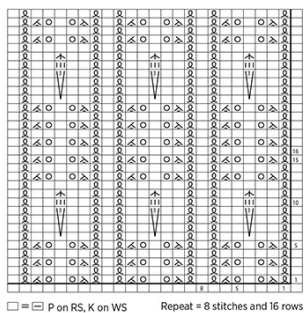 16
15
10
5
1
8 5 1
☐ = ⊟ P on RS, K on WS Repeat = 8 stitches and 16 rows